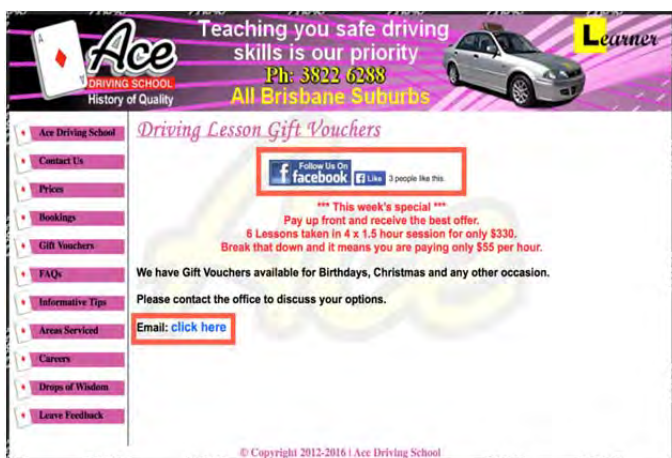 Teaching you safe driving
skills is our priority
Ph: 3822 6288
All Brisbane Suburbs
Ace
DRIVING SCHOOL
History of Quality
Learner
A
Ace Driving School
Contact Us
Prices
Bookings
Gift Vouchers
FAQs
Informative Tips
Areas Serviced
Careers
Drops of Wisdom
Leave Feedback
Driving Lesson Gift Vouchers
Follow Us On
facebook
Like 3 people like this.
*** This week's special ***
Pay up front and receive the best offer.
6 Lessons taken in 4 x 1.5 hour session for only $330.
Break that down and it means you are paying only $55 per hour.
We have Gift Vouchers available for Birthdays, Christmas and any other occasion.
Please contact the office to discuss your options.
Email: click here
Ace
© Copyright 2012-2016 | Ace Driving School